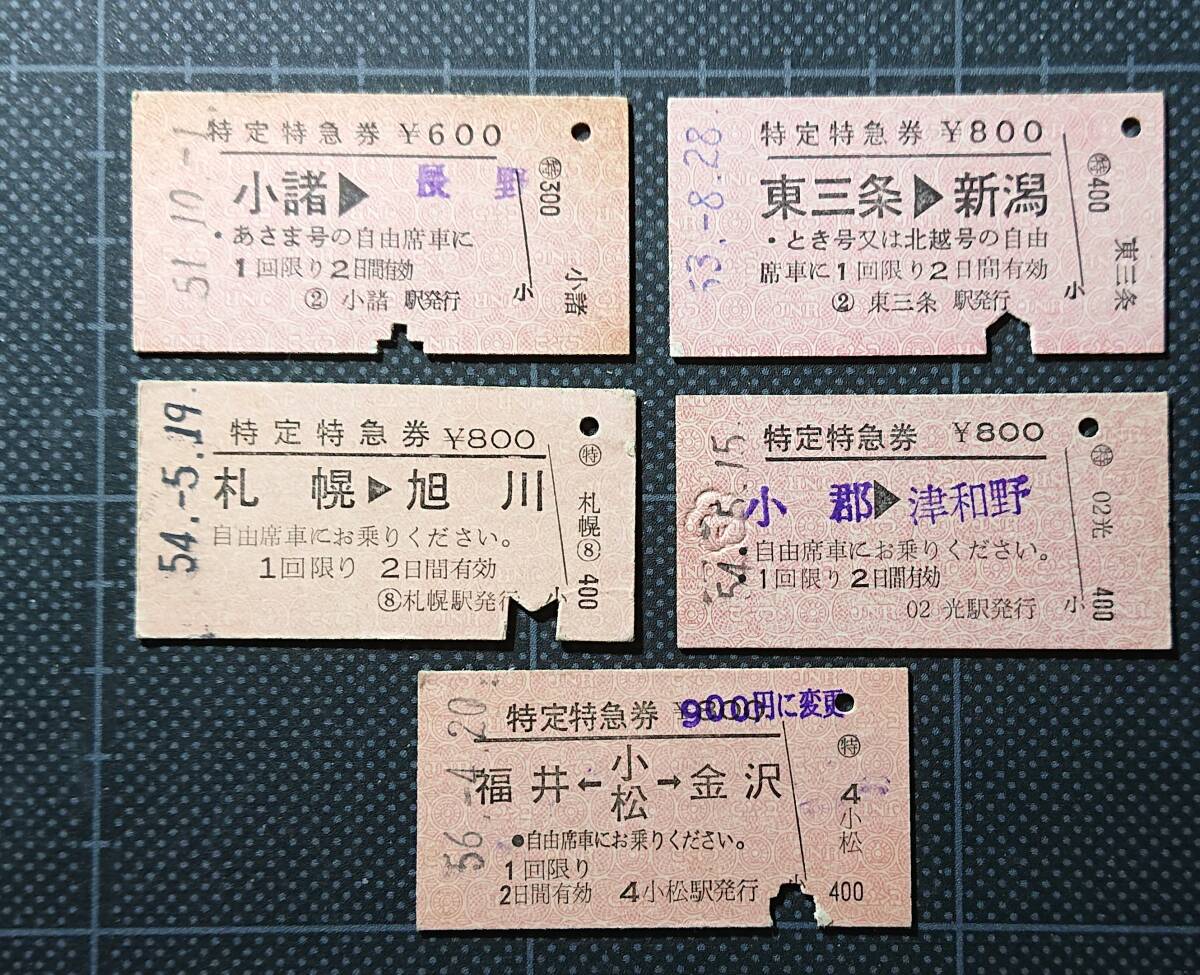 51.10.-1
特定特急券 ¥600
小諸▶長野
・あさま号の自由席車に
1回限り2日間有効
② 小諸 駅発行
小
㊕300
小諸
53.-8.28.
特定特急券 ¥800
東三条▶新潟
・とき号又は北越号の自由
席車に1回限り2日間有効
② 東三条 駅発行
小
㊕400
東三条
54.-5.19.
特定特急券 ¥800
札幌▶旭川
自由席車にお乗りください。
1回限り 2日間有効
⑧札幌駅発行
小
㊕
札幌⑧
400
特定特急券 ¥800
小郡▶津和野
・自由席車にお乗りください。
・1回限り2日間有効
02 光駅発行
小
㊕
02光
400
56.-4.20
特定特急券 900円に変更
福井←小松→金沢
●自由席車にお乗りください。
1回限り
2日間有効 4小松駅発行
小
㊕
4小松
400